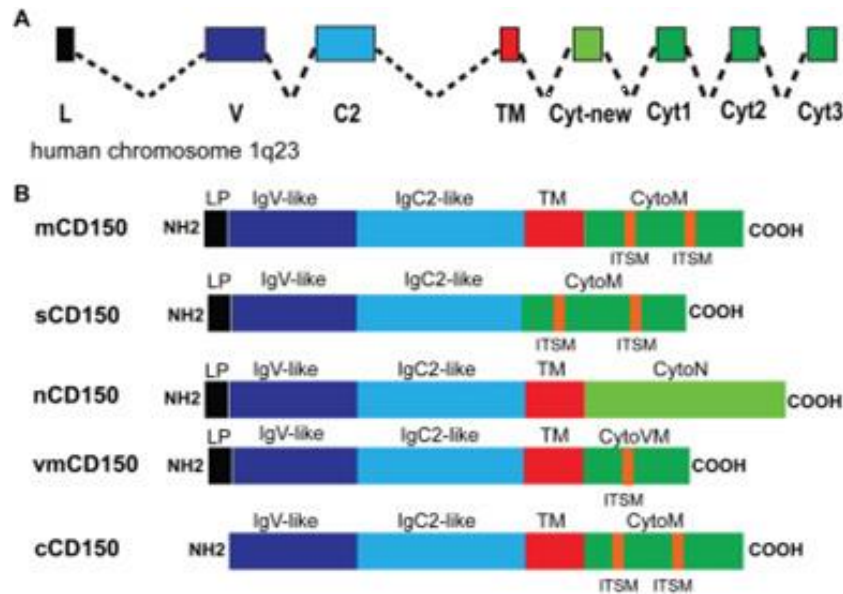 A
L V C2 TM Cyt-new Cyt1 Cyt2 Cyt3
human chromosome 1q23
B
LP IgV-like IgC2-like TM CytoM
mCD150 NH2 COOH
ITSM ITSM
LP IgV-like IgC2-like CytoM
sCD150 NH2 COOH
ITSM ITSM
LP IgV-like IgC2-like TM CytoN
nCD150 NH2 COOH
LP IgV-like IgC2-like TM CytoVM
vmCD150 NH2 COOH
ITSM
IgV-like IgC2-like TM CytoM
cCD150 NH2 COOH
ITSM ITSM